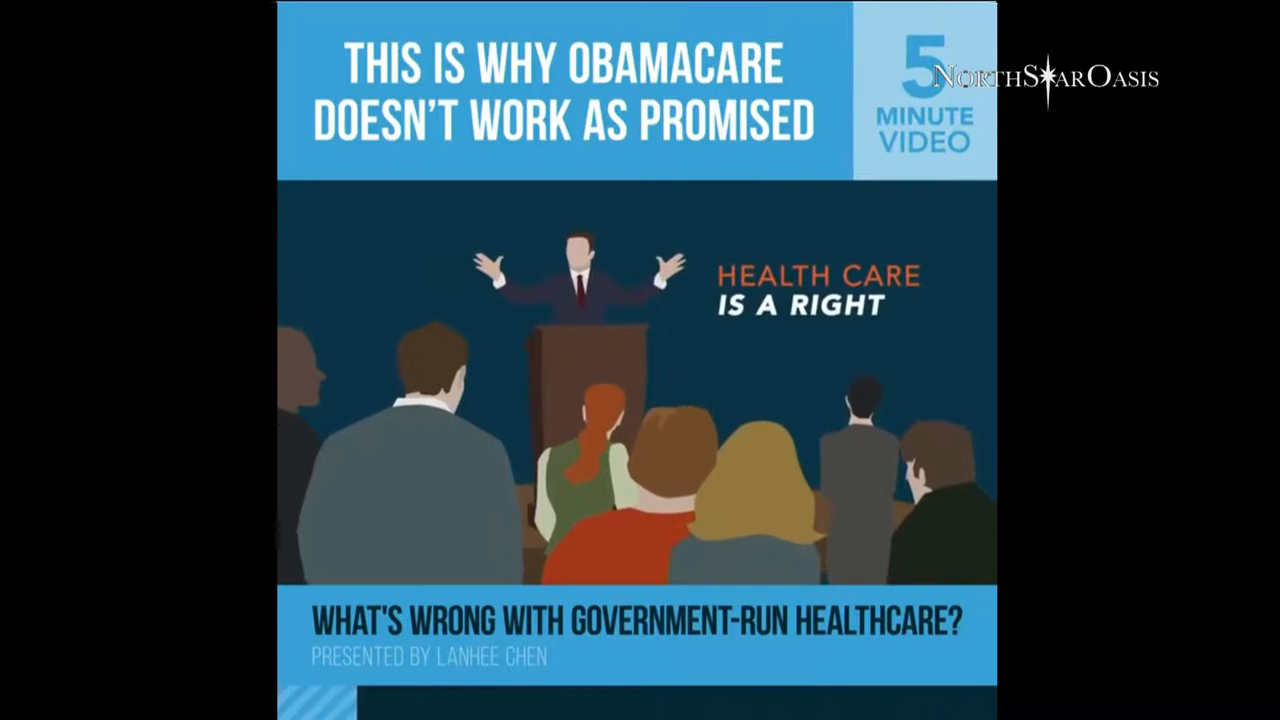 THIS IS WHY OBAMACARE
DOESN'T WORK AS PROMISED
5
MINUTE
VIDEO
NORTHSTAROASIS
HEALTH CARE
IS A RIGHT
WHAT'S WRONG WITH GOVERNMENT-RUN HEALTHCARE?
PRESENTED BY LANHEE CHEN